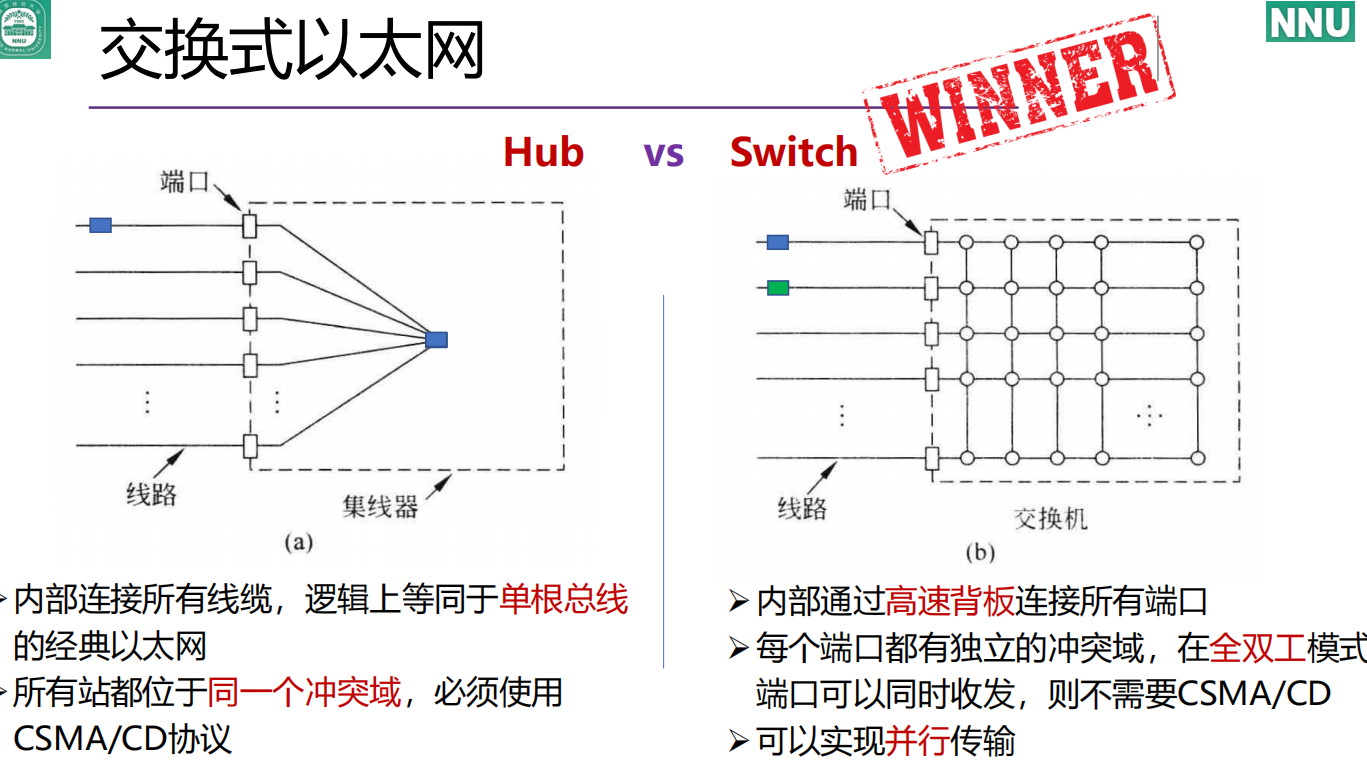 交换式以太网
NNU
WINNER
Hub vs Switch
端口
线路
集线器
(a)
端口
线路
交换机
(b)
内部连接所有线缆，逻辑上等同于单根总线
的经典以太网
所有站都位于同一个冲突域，必须使用
CSMA/CD协议
内部通过高速背板连接所有端口
每个端口都有独立的冲突域，在全双工模式
端口可以同时收发，则不需要CSMA/CD
可以实现并行传输